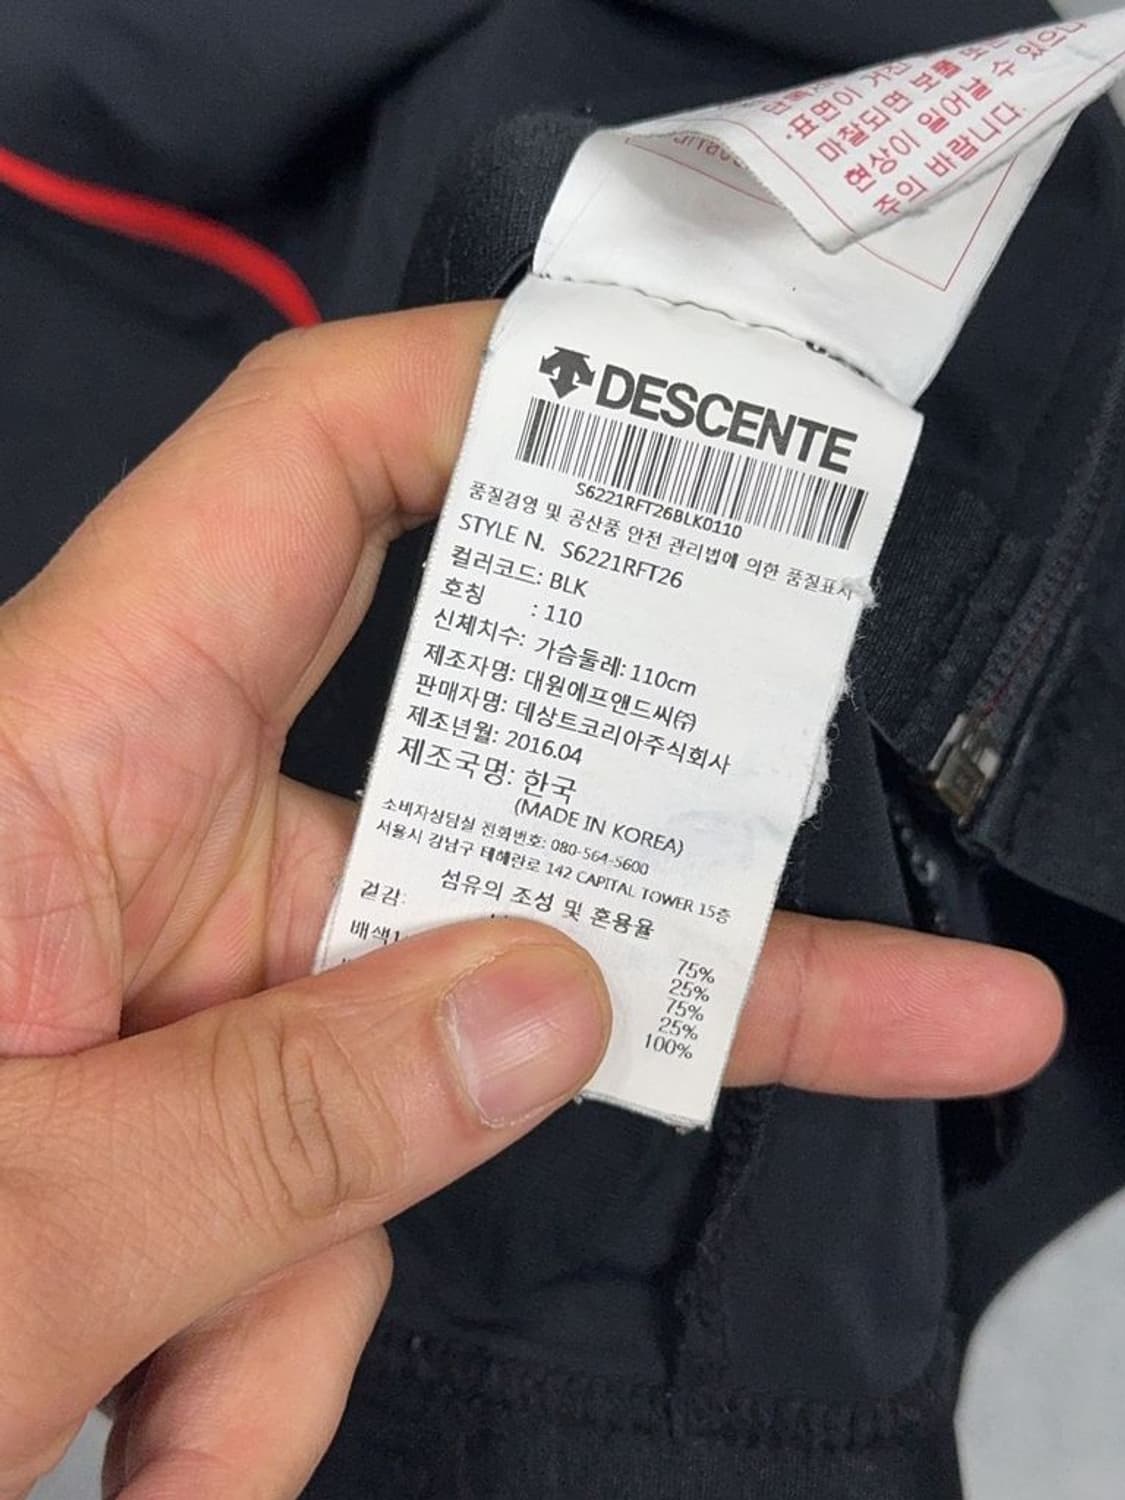 표면이 거친
마찰되면 보풀 또는
현상이 일어날 수 있으니
주의 바랍니다.
DESCENTE
S6221RFT26BLK0110
품질경영 및 공산품 안전 관리법에 의한 품질표시
STYLE N. S6221RFT26
컬러코드: BLK
호칭 : 110
신체치수: 가슴둘레: 110cm
제조자명: 대원에프앤드씨㈜
판매자명: 데상트코리아주식회사
제조년월: 2016.04
제조국명: 한국
(MADE IN KOREA)
소비자상담실 전화번호: 080-564-5600
서울시 강남구 테헤란로 142 CAPITAL TOWER 15층
섬유의 조성 및 혼용율
겉감:
배색1
75%
25%
75%
25%
100%